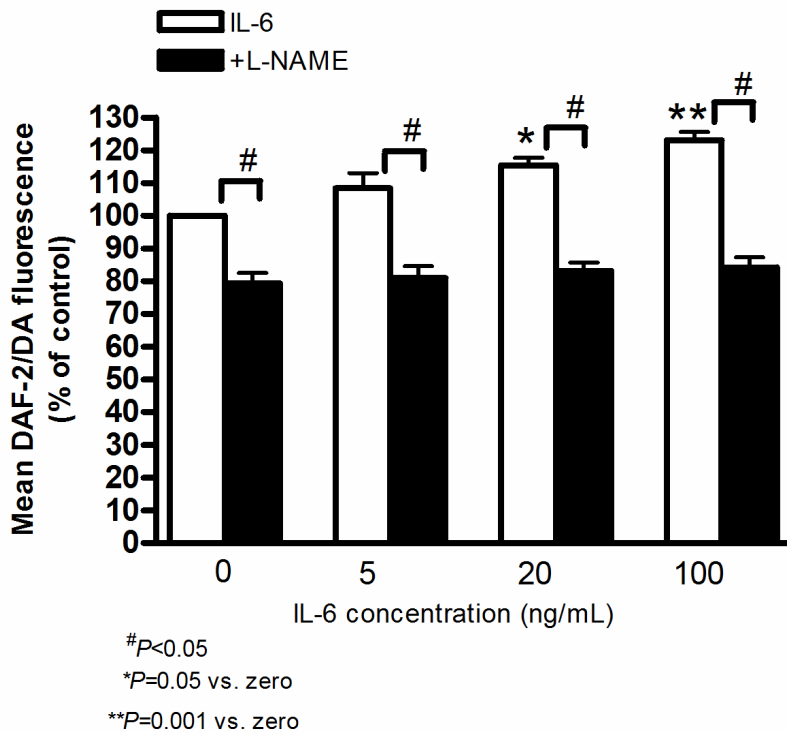 IL-6
+L-NAME
Mean DAF-2/DA fluorescence
(% of control)
130
120
110
100
90
80
70
60
50
40
30
20
10
0
#
#
*
#
**
#
0 5 20 100
IL-6 concentration (ng/mL)
#P<0.05
*P=0.05 vs. zero
**P=0.001 vs. zero